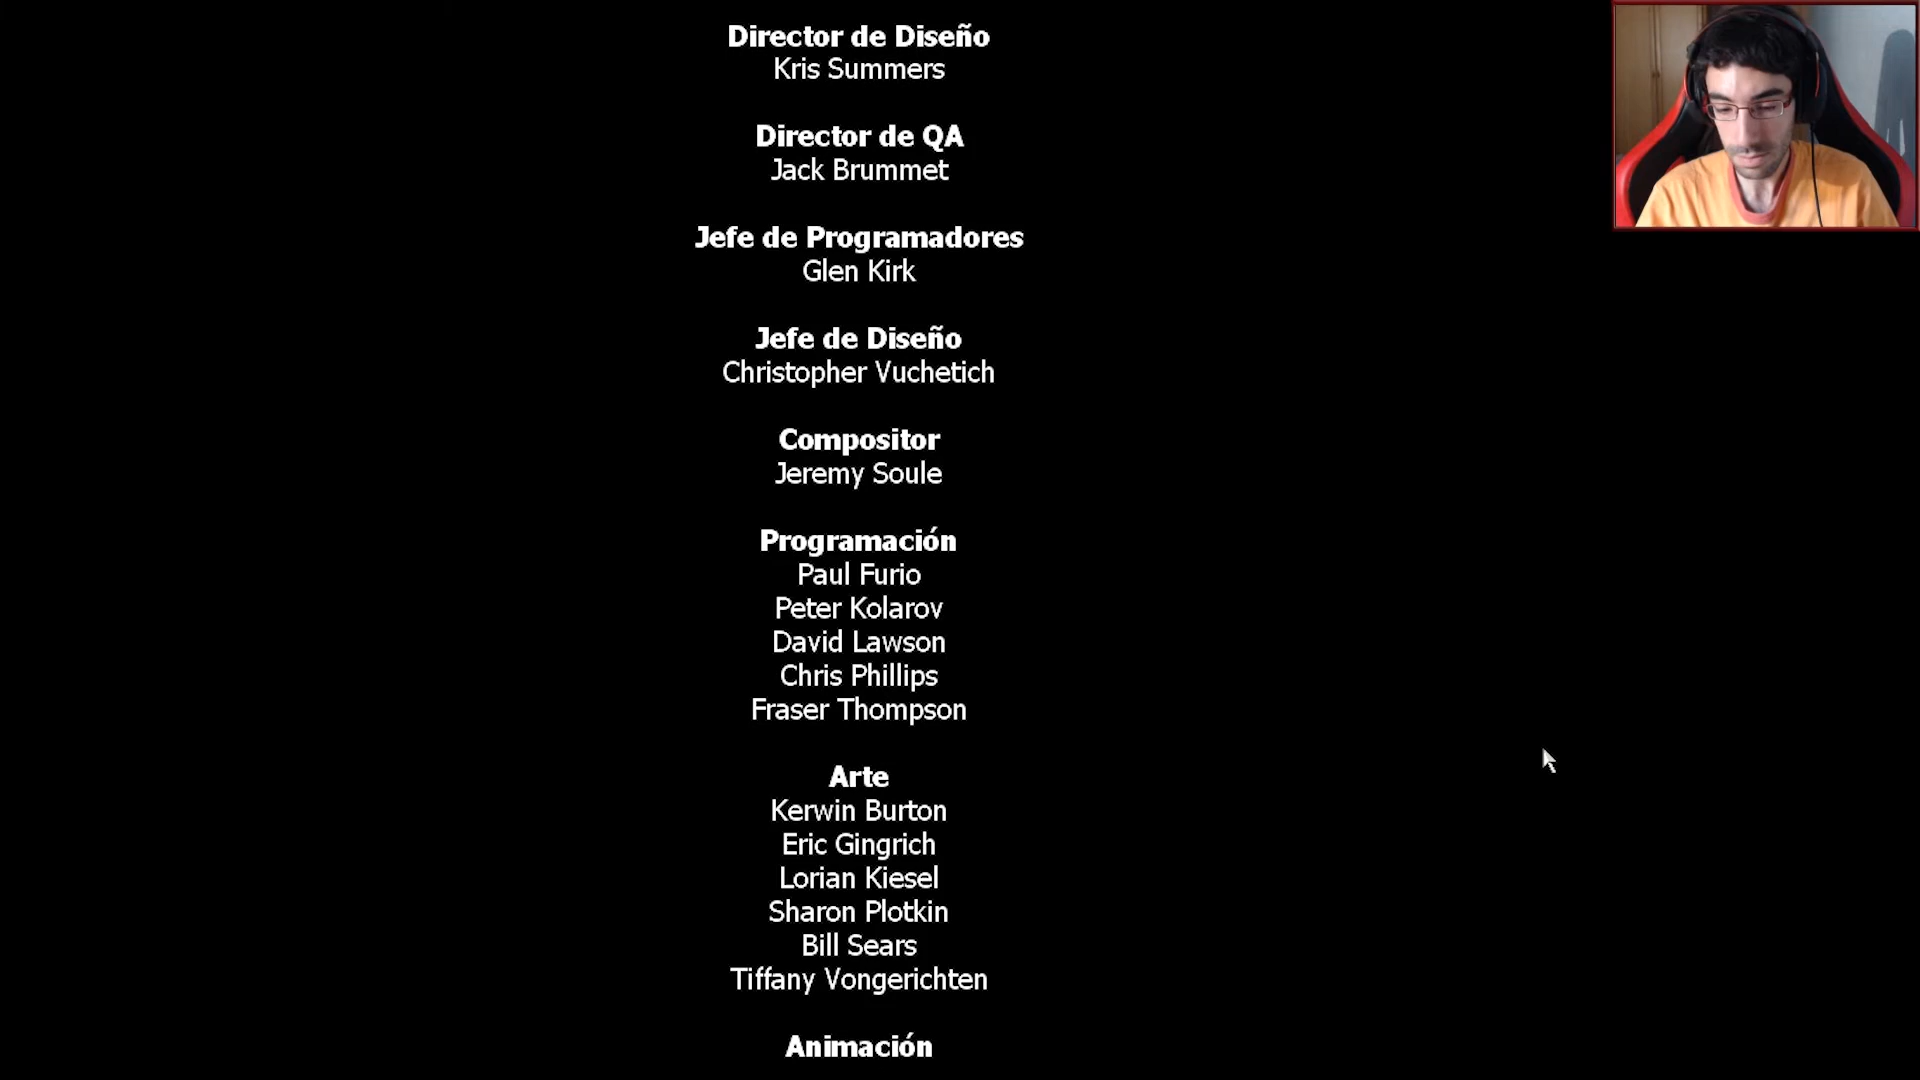 Director de Diseño
Kris Summers
Director de QA
Jack Brummet
Jefe de Programadores
Glen Kirk
Jefe de Diseño
Christopher Vuchetich
Compositor
Jeremy Soule
Programación
Paul Furio
Peter Kolarov
David Lawson
Chris Phillips
Fraser Thompson
Arte
Kerwin Burton
Eric Gingrich
Lorian Kiesel
Sharon Plotkin
Bill Sears
Tiffany Vongerichten
Animación